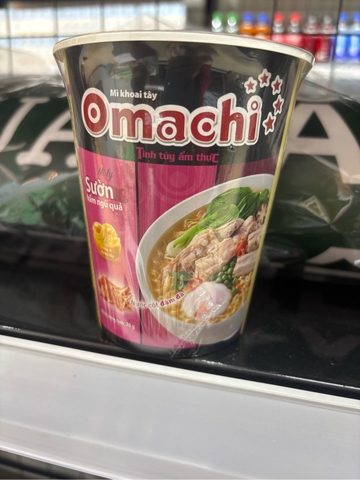 Mì khoai tây
Omachi
Tinh túy ẩm thực
Sườn
hầm ngũ quả